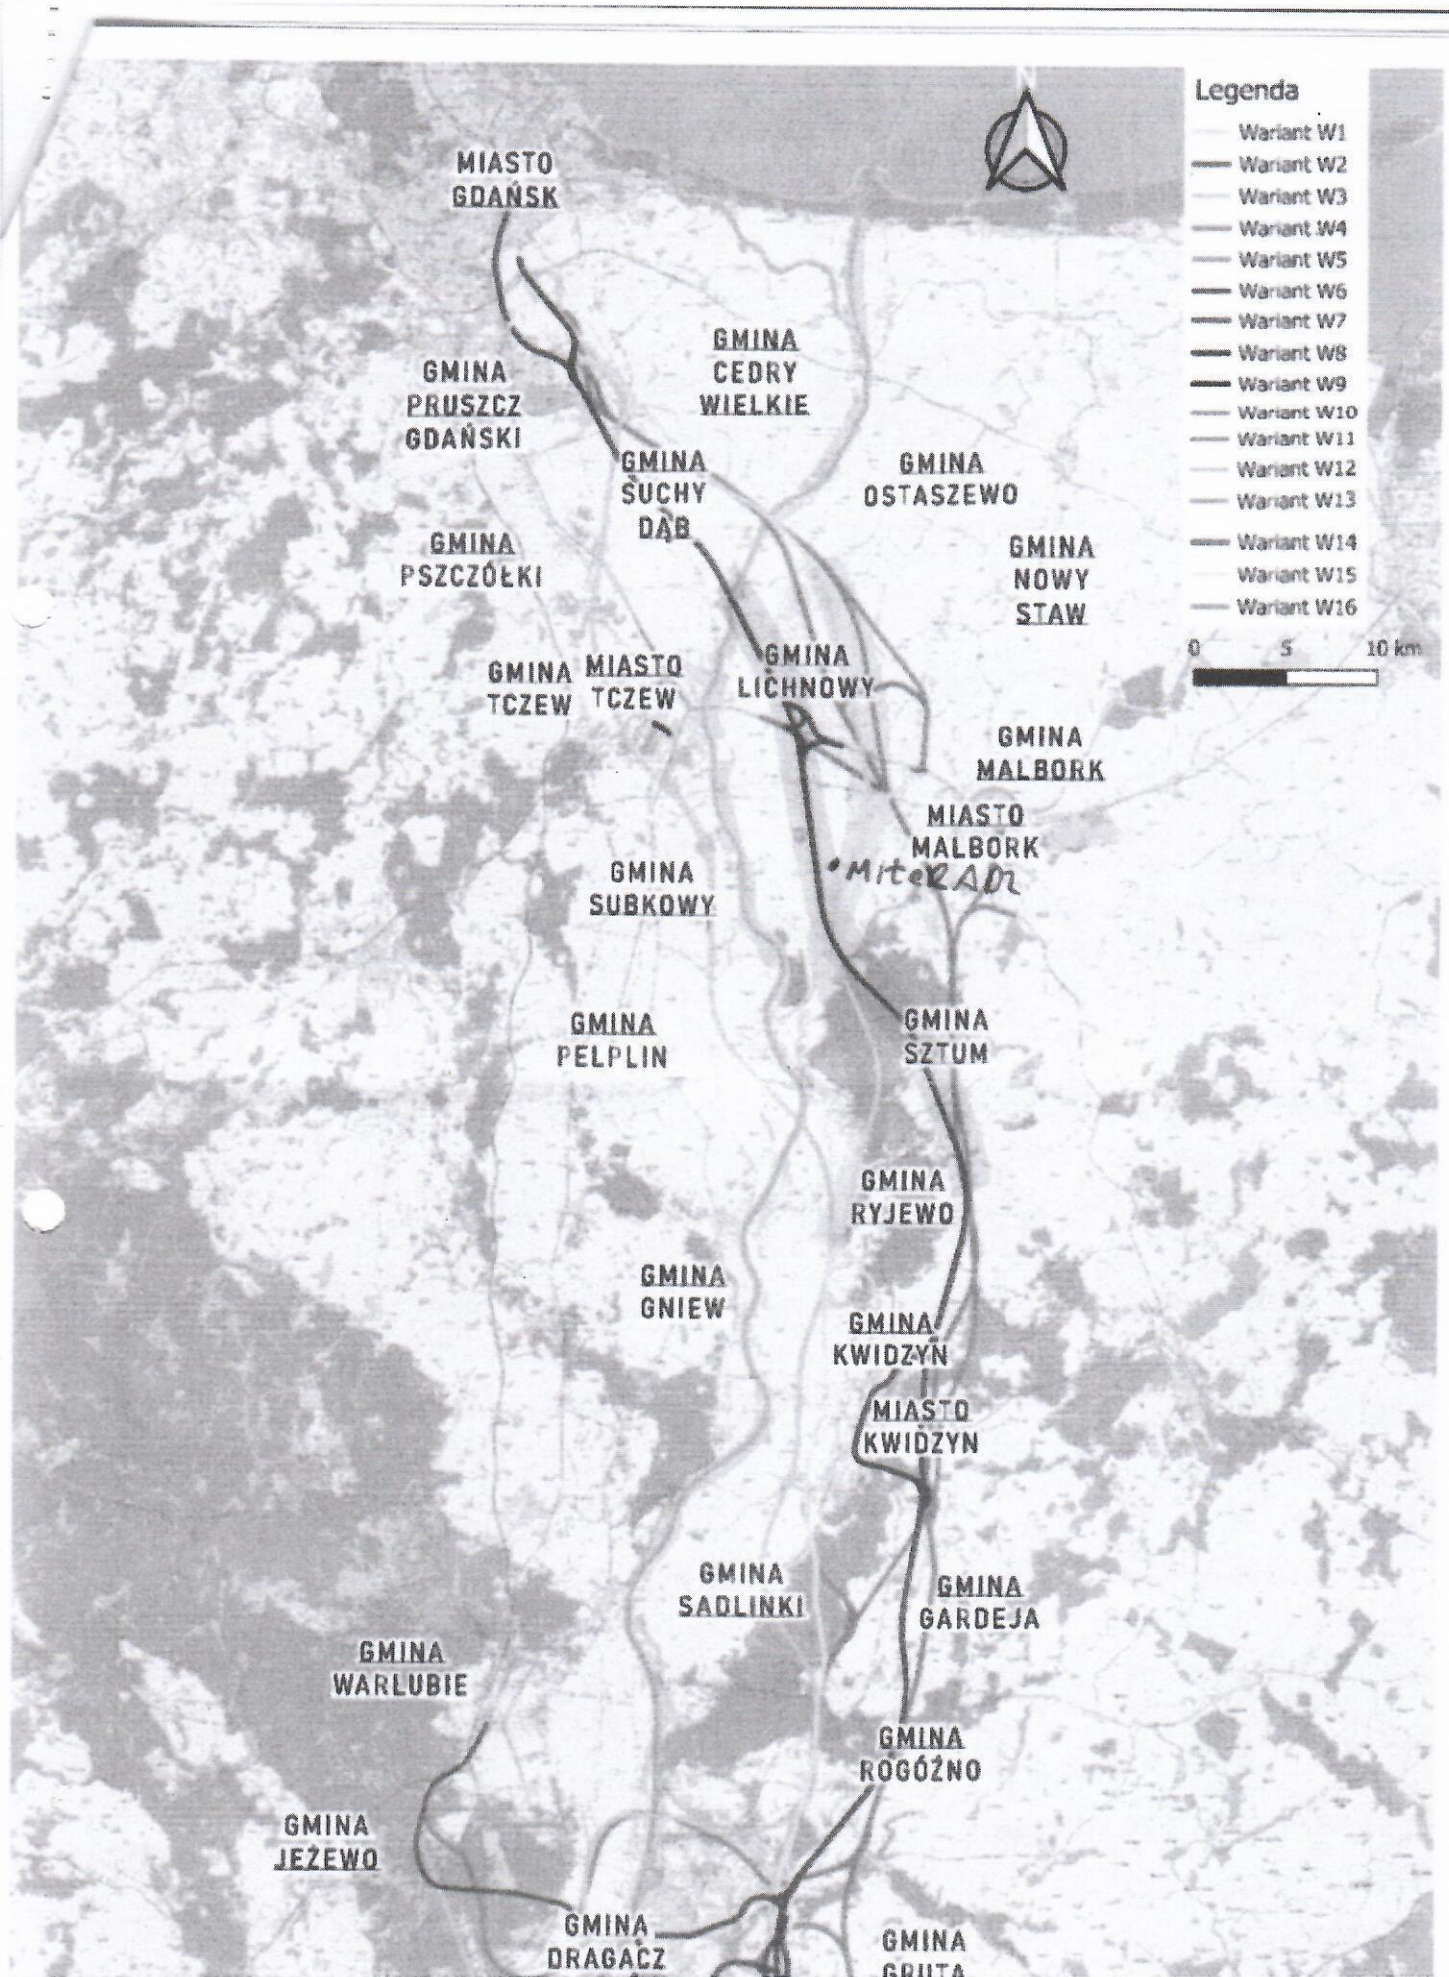 Legenda
Wariant W1
Wariant W2
Wariant W3
Wariant W4
Wariant W5
Wariant W6
Wariant W7
Wariant W8
Wariant W9
Wariant W10
Wariant W11
Wariant W12
Wariant W13
Wariant W14
Wariant W15
Wariant W16
0 5 10 km
MIASTO
GDAŃSK
GMINA
CEDRY
WIELKIE
GMINA
PRUSZCZ
GDAŃSKI
GMINA
SUCHY
DĄB
GMINA
OSTASZEWO
GMINA
PSZCZÓŁKI
GMINA
NOWY
STAW
GMINA
TCZEW
MIASTO
TCZEW
GMINA
LICHNOWY
GMINA
MALBORK
MIASTO
MALBORK
GMINA
SUBKOWY
GMINA
PELPLIN
GMINA
SZTUM
GMINA
RYJEWO
GMINA
GNIEW
GMINA
KWIDZYN
MIASTO
KWIDZYN
GMINA
SADLINKI
GMINA
GARDEJA
GMINA
WARLUBIE
GMINA
ROGÓŹNO
GMINA
JEŻEWO
GMINA
DRAGACZ
GMINA
GRUTA